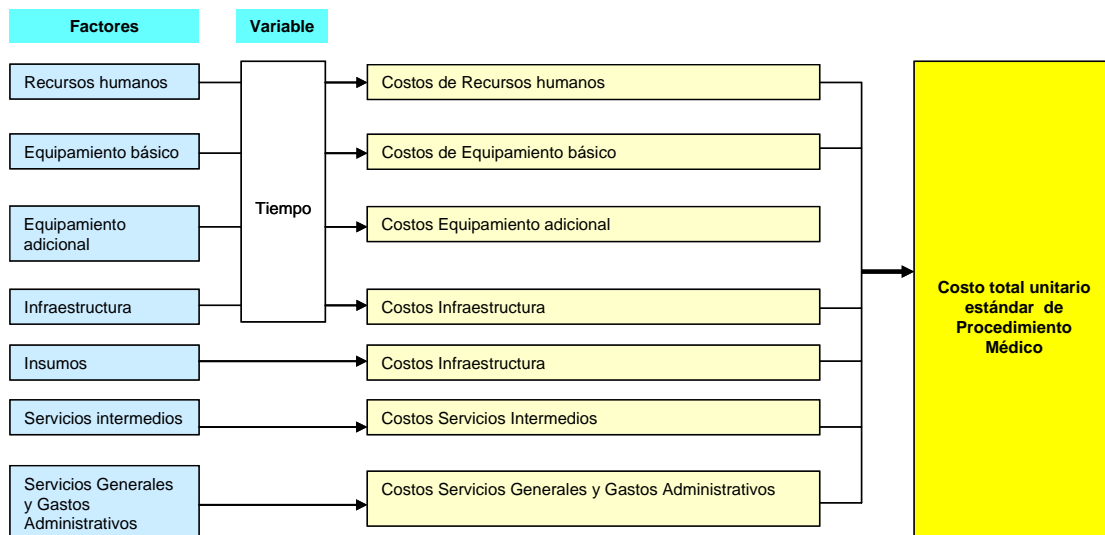 Factores
Variable
Recursos humanos
Costos de Recursos humanos
Equipamiento básico
Costos de Equipamiento básico
Tiempo
Equipamiento
adicional
Costos Equipamiento adicional
Infraestructura
Costos Infraestructura
Insumos
Costos Infraestructura
Servicios intermedios
Costos Servicios Intermedios
Servicios Generales
y Gastos
Administrativos
Costos Servicios Generales y Gastos Administrativos
Costo total unitario
estándar de
Procedimiento
Médico